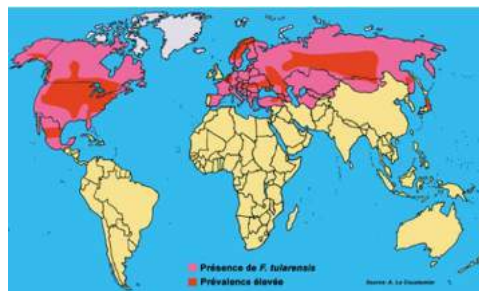 Présence de F. tularensis
Prévalence élevée
Source: A. Le Coustumier